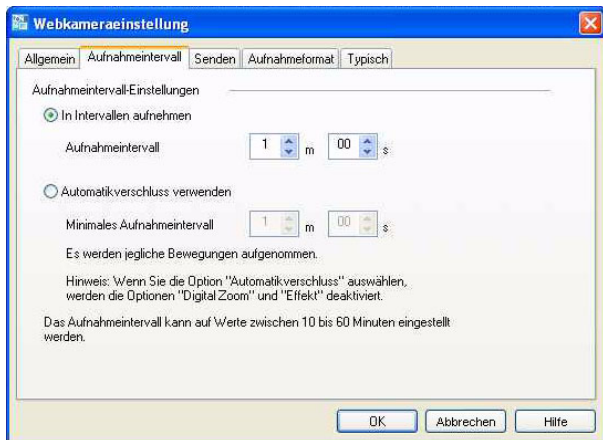 Webkameraeinstellung
Allgemein Aufnahmeintervall Senden Aufnahmeformat Typisch
Aufnahmeintervall-Einstellungen
In Intervallen aufnehmen
Aufnahmeintervall 1 m 00 s
Automatikverschluss verwenden
Minimales Aufnahmeintervall 1 m 00 s
Es werden jegliche Bewegungen aufgenommen.
Hinweis: Wenn Sie die Option "Automatikverschluss" auswählen,
werden die Optionen "Digital Zoom" und "Effekt" deaktiviert.
Das Aufnahmeintervall kann auf Werte zwischen 10 bis 60 Minuten eingestellt
werden.
OK Abbrechen Hilfe